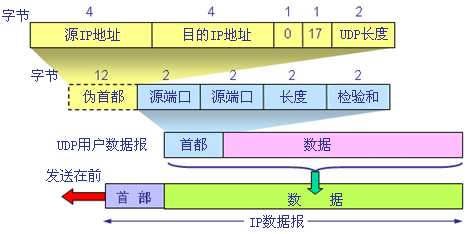 字节 4 4 1 1 2
源IP地址 目的IP地址 0 17 UDP长度
字节 12 2 2 2 2
伪首都 源端口 源端口 长度 检验和
UDP用户数据报 首都 数据
发送在前
首部 数据
IP数据报